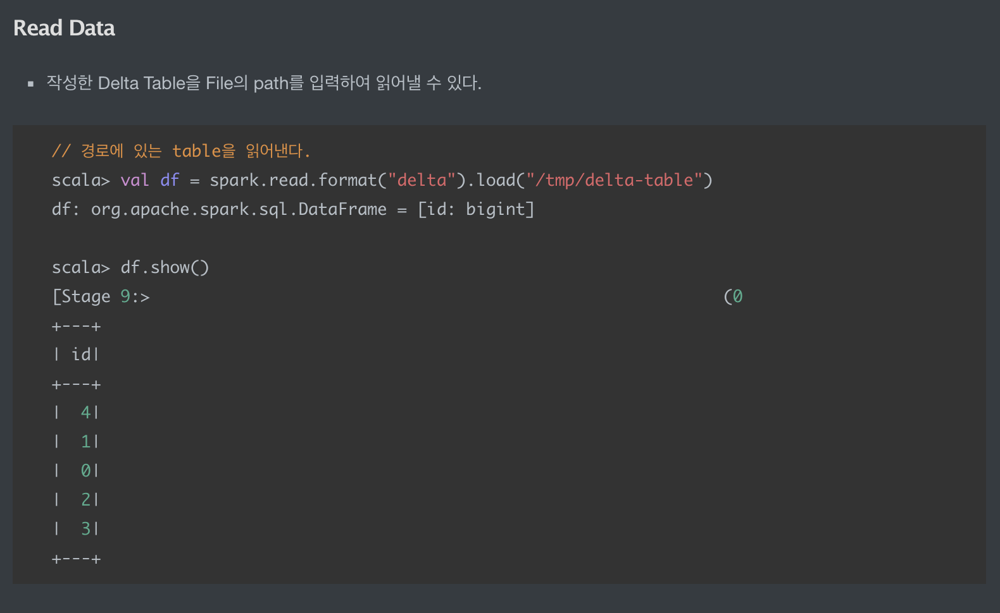 Read Data
▪ 작성한 Delta Table을 File의 path를 입력하여 읽어낼 수 있다.
// 경로에 있는 table을 읽어낸다.
scala> val df = spark.read.format("delta").load("/tmp/delta-table")
df: org.apache.spark.sql.DataFrame = [id: bigint]
scala> df.show()
[Stage 9:>                                                          (0
+---+
| id|
+---+
|  4|
|  1|
|  0|
|  2|
|  3|
+---+